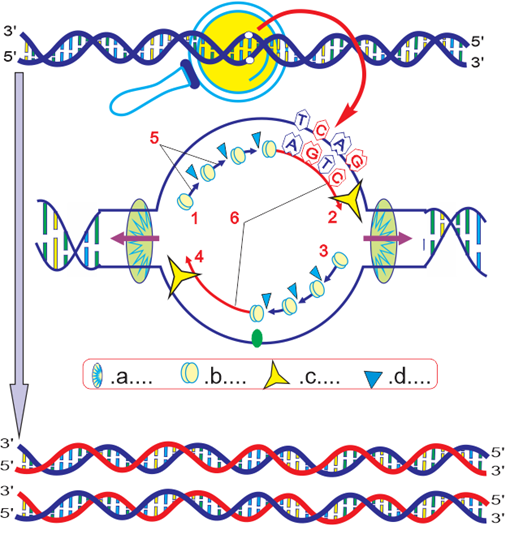 3' 5'
5' 3'
T C A G
A G T C
5
1 6 2
4 3
.a.... .b.... .c.... .d....
3' 5'
5' 3'
3' 5'
5' 3'